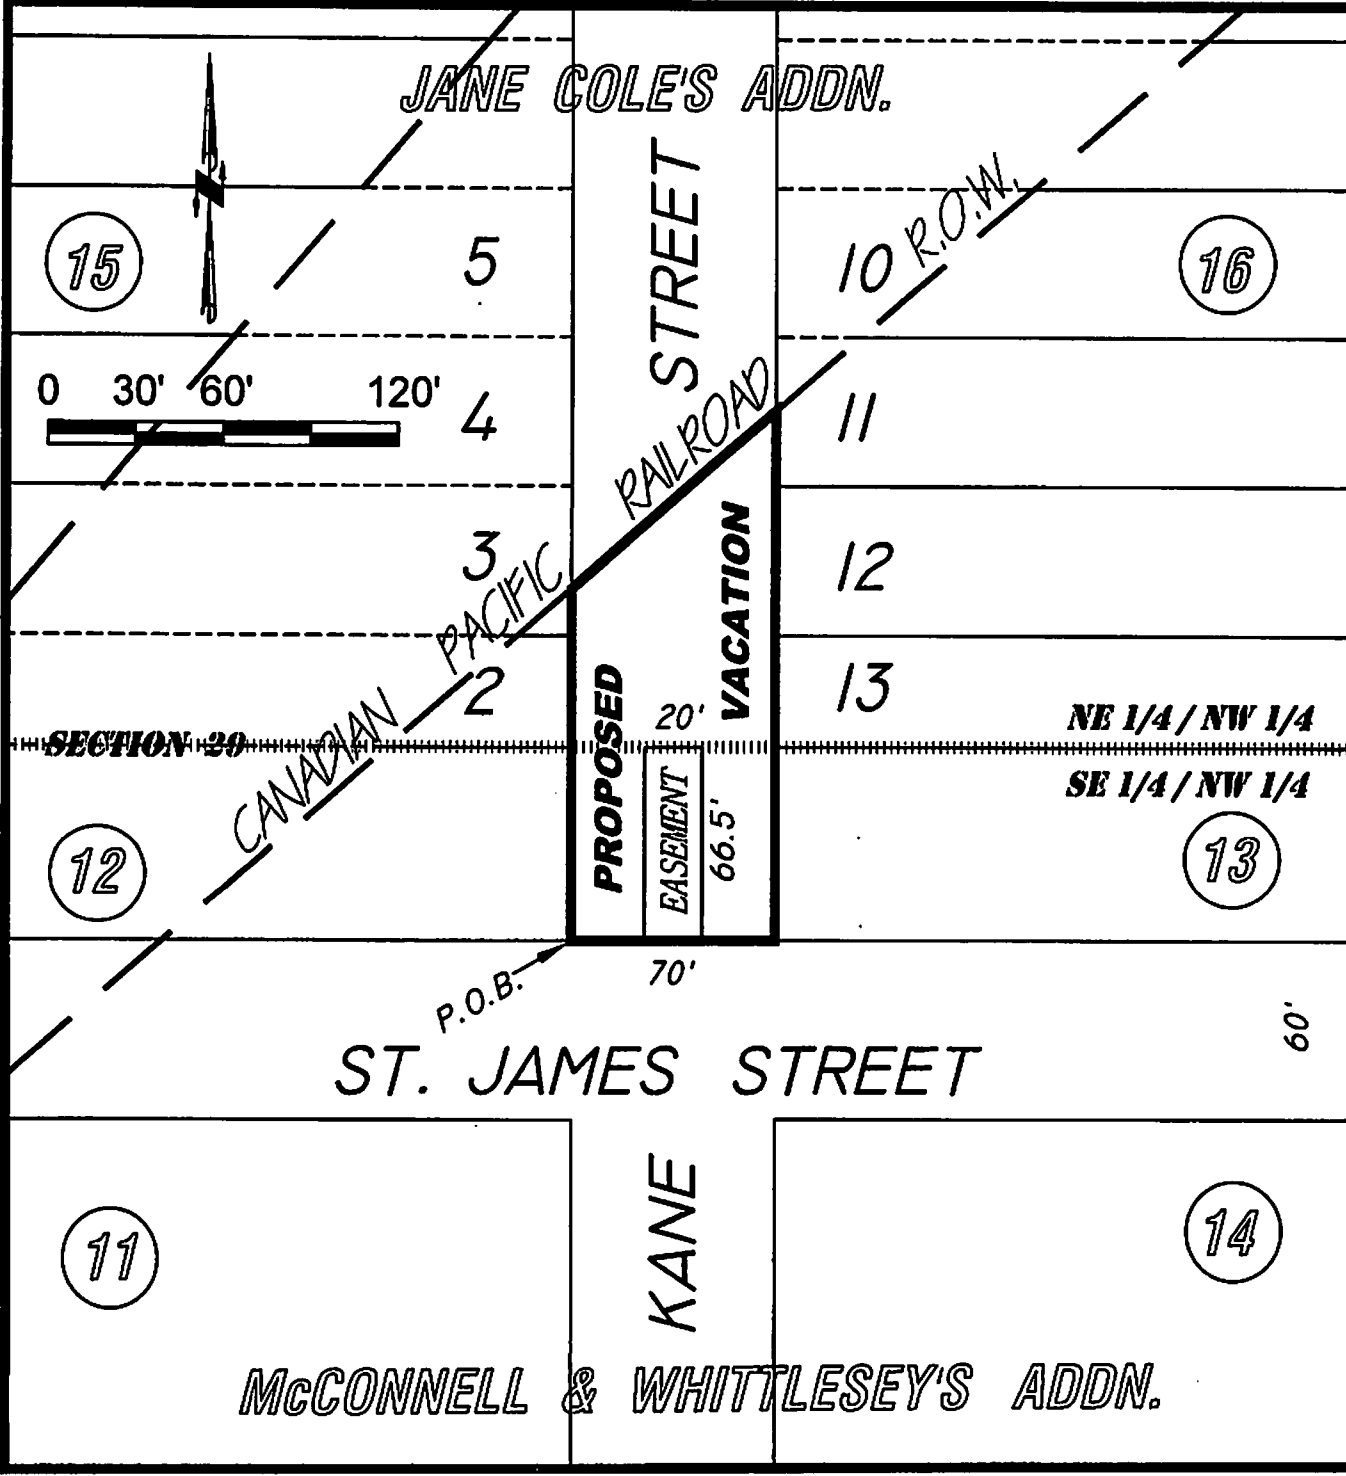 JANE COLE'S ADDN.
STREET
R.O.W.
15
5
10
16
0 30' 60' 120'
4
11
RAILROAD
VACATION
3
12
PACIFIC
PROPOSED
2
13
20'
NE 1/4 / NW 1/4
SECTION 29
CANADIAN
SE 1/4 / NW 1/4
EASEMENT
66.5'
12
13
P.O.B.
70'
60'
ST. JAMES STREET
KANE
11
14
McCONNELL & WHITTLESEY'S ADDN.